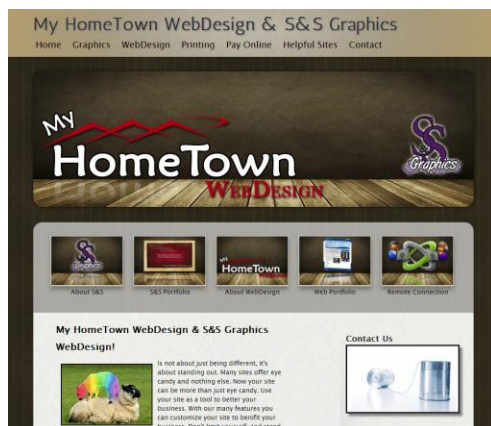 My HomeTown WebDesign & S&S Graphics
Home Graphics WebDesign Printing Pay Online Helpful Sites Contact
My
HomeTown
WebDesign
S&S
Graphics
About S&S S&S Portfolio About WebDesign Web Portfolio Remote Connection
My HomeTown WebDesign & S&S Graphics
WebDesign!
Contact Us
Is not about just being different, it's
about standing out. Many sites offer eye
candy and nothing else. Now your site
can be more than just eye candy. Use
your site as a tool to better your
business. With our many features you
can customize your site to benifit your